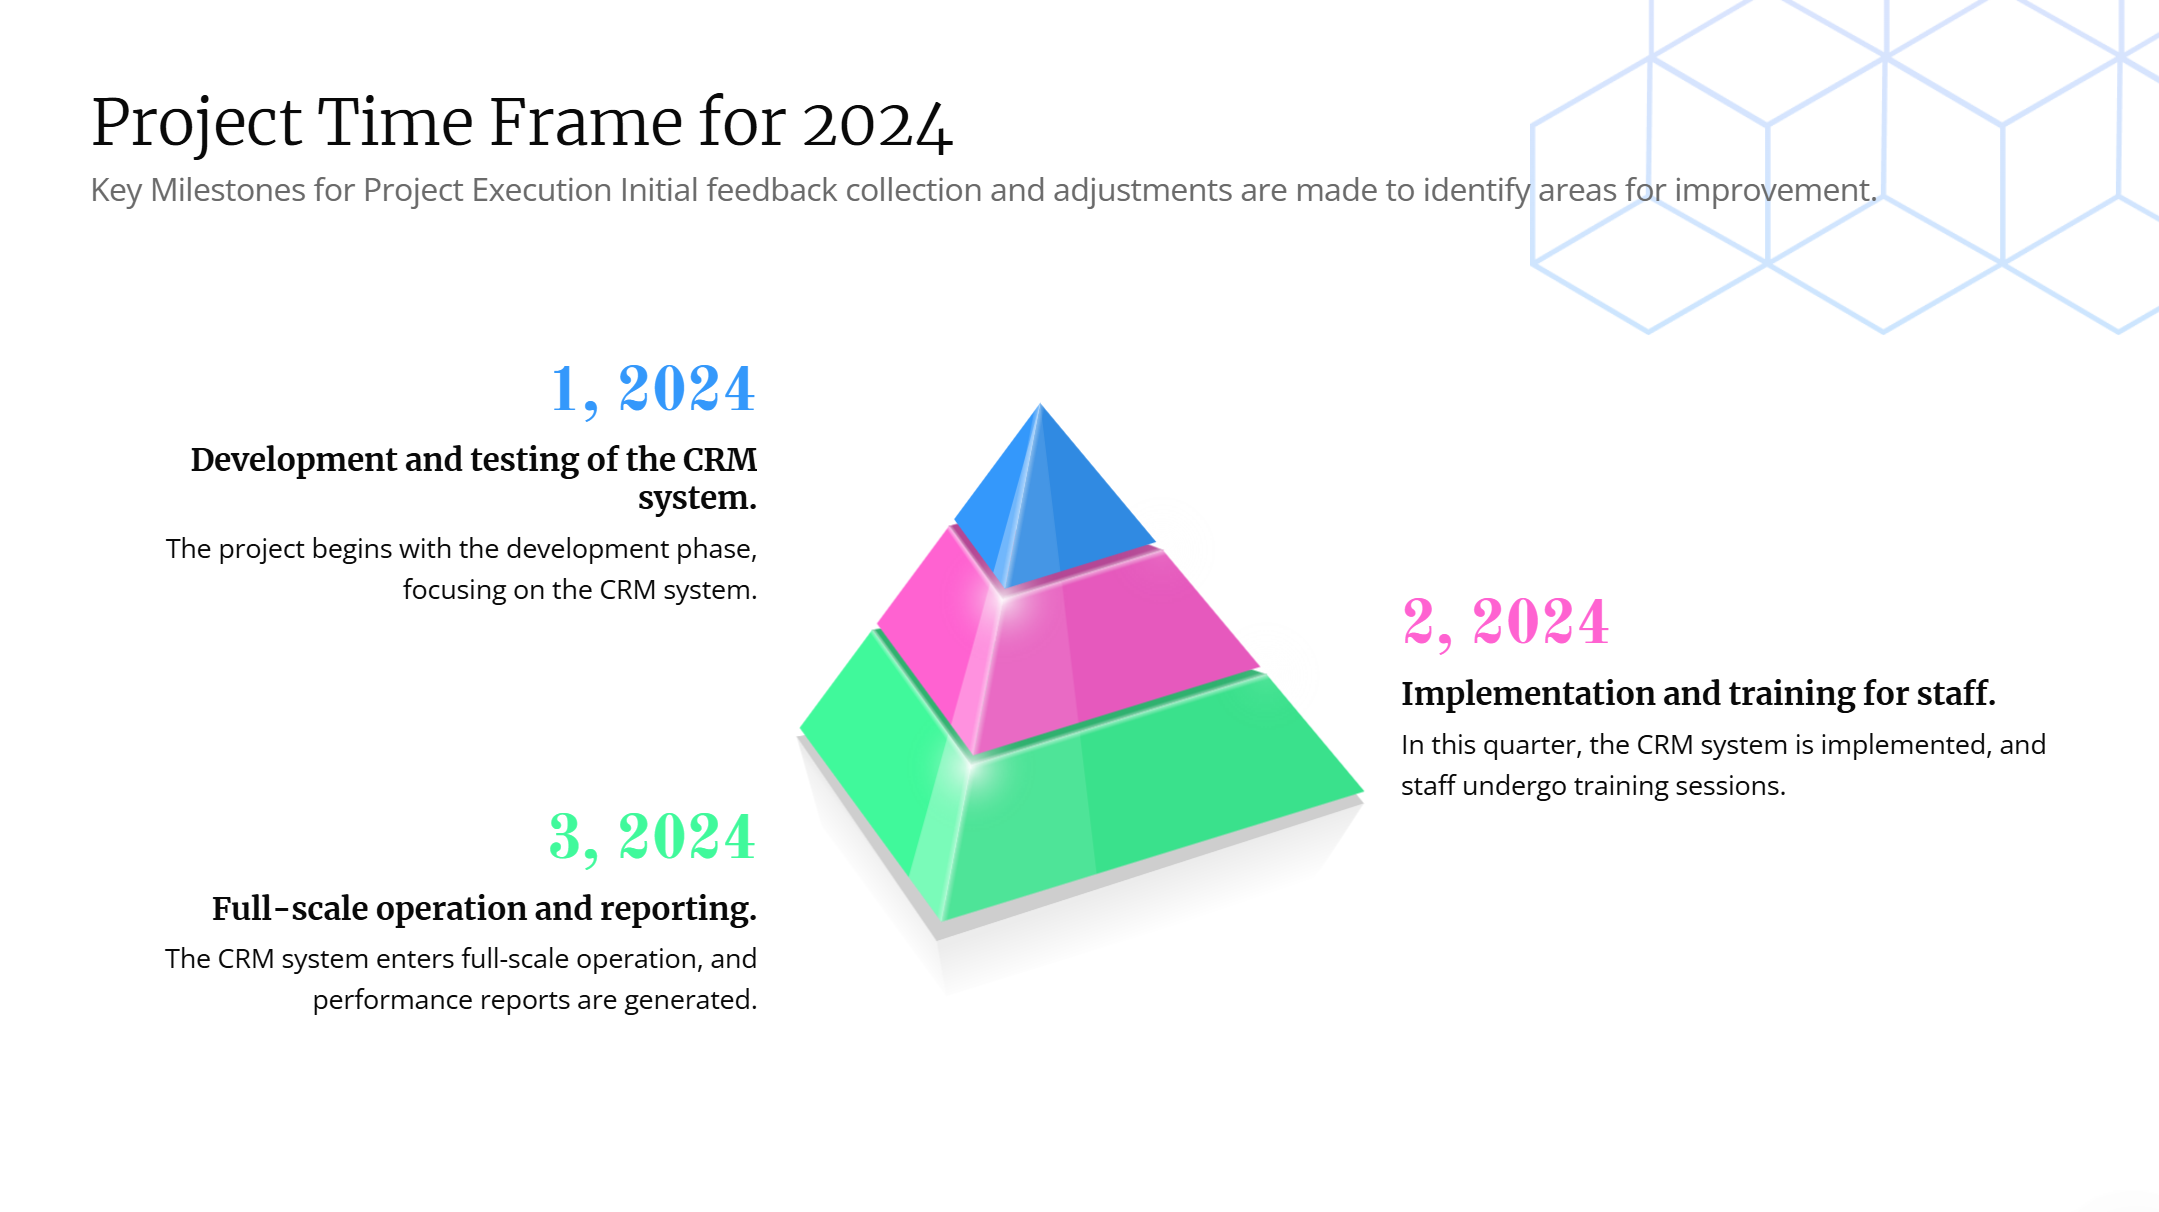 Project Time Frame for 2024
Key Milestones for Project Execution Initial feedback collection and adjustments are made to identify areas for improvement.
1, 2024
Development and testing of the CRM
system.
The project begins with the development phase,
focusing on the CRM system.
2, 2024
Implementation and training for staff.
In this quarter, the CRM system is implemented, and
staff undergo training sessions.
3, 2024
Full-scale operation and reporting.
The CRM system enters full-scale operation, and
performance reports are generated.